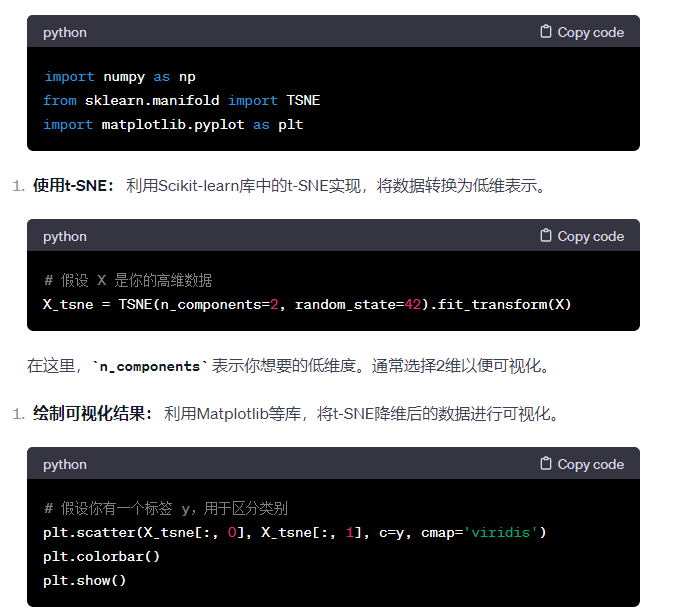 python Copy code
import numpy as np
from sklearn.manifold import TSNE
import matplotlib.pyplot as plt
1. 使用t-SNE： 利用Scikit-learn库中的t-SNE实现，将数据转换为低维表示。
python Copy code
# 假设 X 是你的高维数据
X_tsne = TSNE(n_components=2, random_state=42).fit_transform(X)
在这里，`n_components` 表示你想要的低维度。通常选择2维以便可视化。
1. 绘制可视化结果： 利用Matplotlib等库，将t-SNE降维后的数据进行可视化。
python Copy code
# 假设你有一个标签 y，用于区分类别
plt.scatter(X_tsne[:, 0], X_tsne[:, 1], c=y, cmap='viridis')
plt.colorbar()
plt.show()